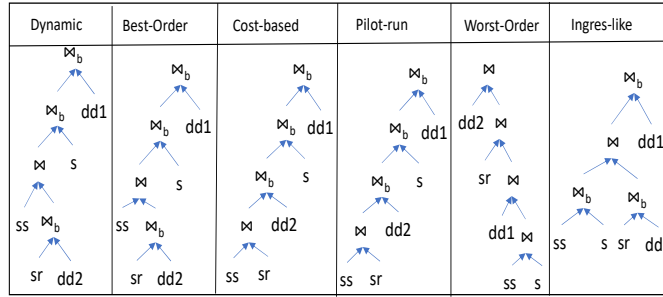 Dynamic
⋈b
⋈b dd1
⋈ s
ss ⋈b
sr dd2
Best-Order
⋈b
⋈b dd1
⋈ s
ss ⋈b
sr dd2
Cost-based
⋈b
⋈b dd1
⋈b s
⋈ dd2
ss sr
Pilot-run
⋈b
⋈b dd1
⋈b s
⋈ dd2
ss sr
Worst-Order
⋈
dd2 ⋈
sr ⋈
dd1 ⋈
ss s
Ingres-like
⋈b
⋈ dd1
⋈b ⋈b
ss s sr